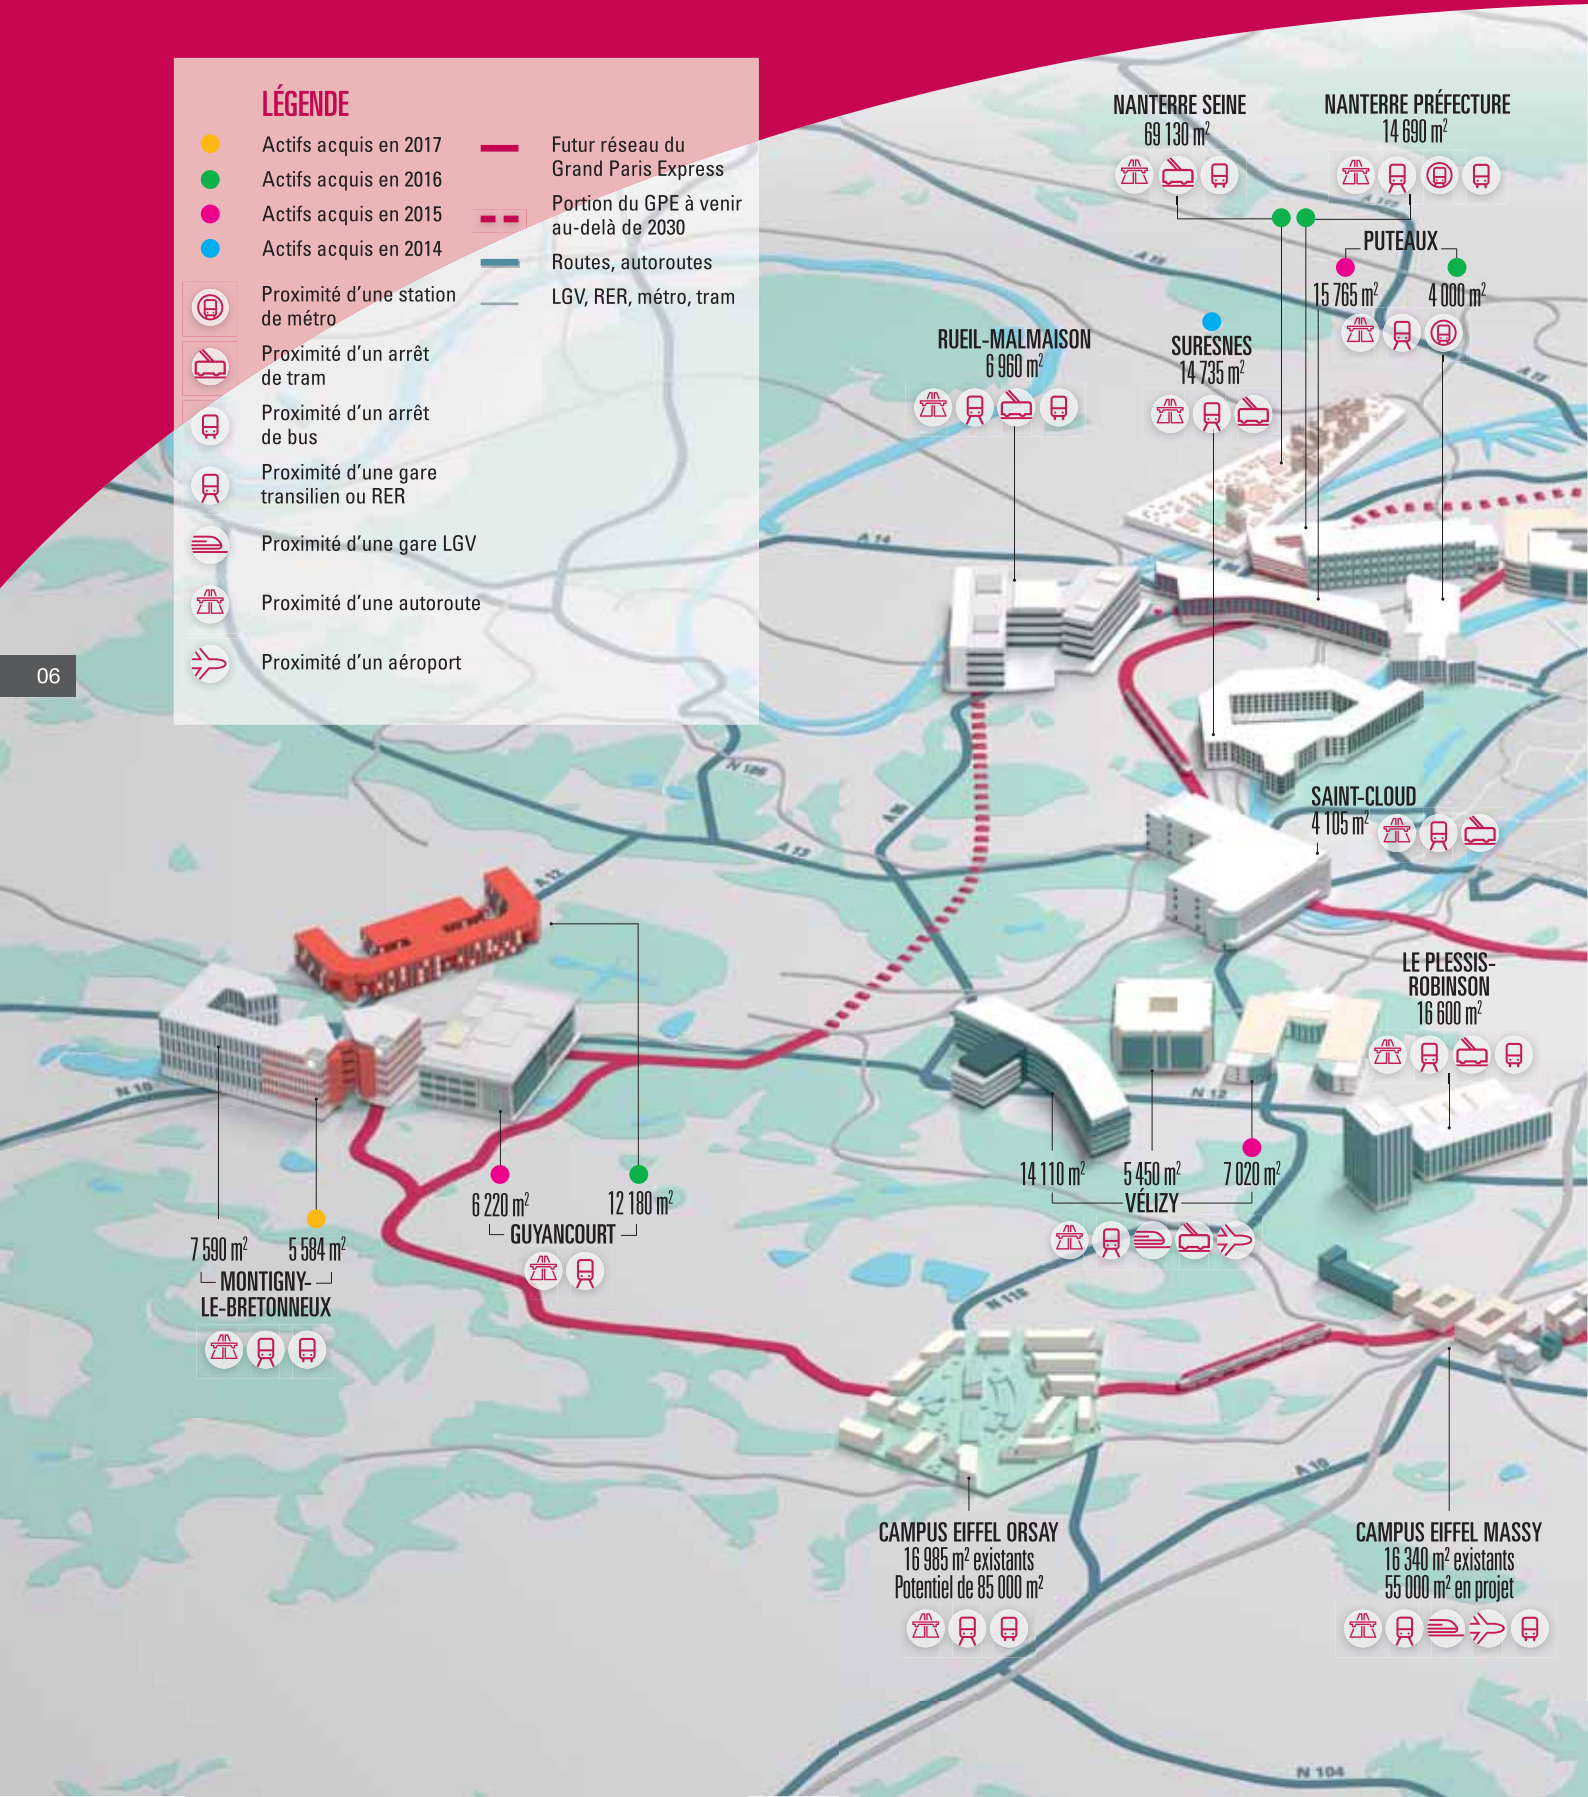 LÉGENDE
Actifs acquis en 2017
Actifs acquis en 2016
Actifs acquis en 2015
Actifs acquis en 2014
Proximité d'une station
de métro
Proximité d'un arrêt
de tram
Proximité d'un arrêt
de bus
Proximité d'une gare
transilien ou RER
Proximité d'une gare LGV
Proximité d'une autoroute
Proximité d'un aéroport
Futur réseau du
Grand Paris Express
Portion du GPE à venir
au-delà de 2030
Routes, autoroutes
LGV, RER, métro, tram
06
NANTERRE SEINE
69 130 m²
NANTERRE PRÉFECTURE
14 690 m²
PUTEAUX
15 765 m²
4 000 m²
RUEIL-MALMAISON
6 960 m²
SURESNES
14 735 m²
A 15
A 15
A 14
A 86
N 186
A 13
A 12
SAINT-CLOUD
4 105 m²
LE PLESSIS-
ROBINSON
16 600 m²
N 10
N 12
14 110 m²
5 450 m²
7 020 m²
VÉLIZY
6 220 m²
12 180 m²
GUYANCOURT
7 590 m²
5 584 m²
MONTIGNY-
LE-BRETONNEUX
N 118
A 10
CAMPUS EIFFEL ORSAY
16 985 m² existants
Potentiel de 85 000 m²
CAMPUS EIFFEL MASSY
16 340 m² existants
55 000 m² en projet
N 104